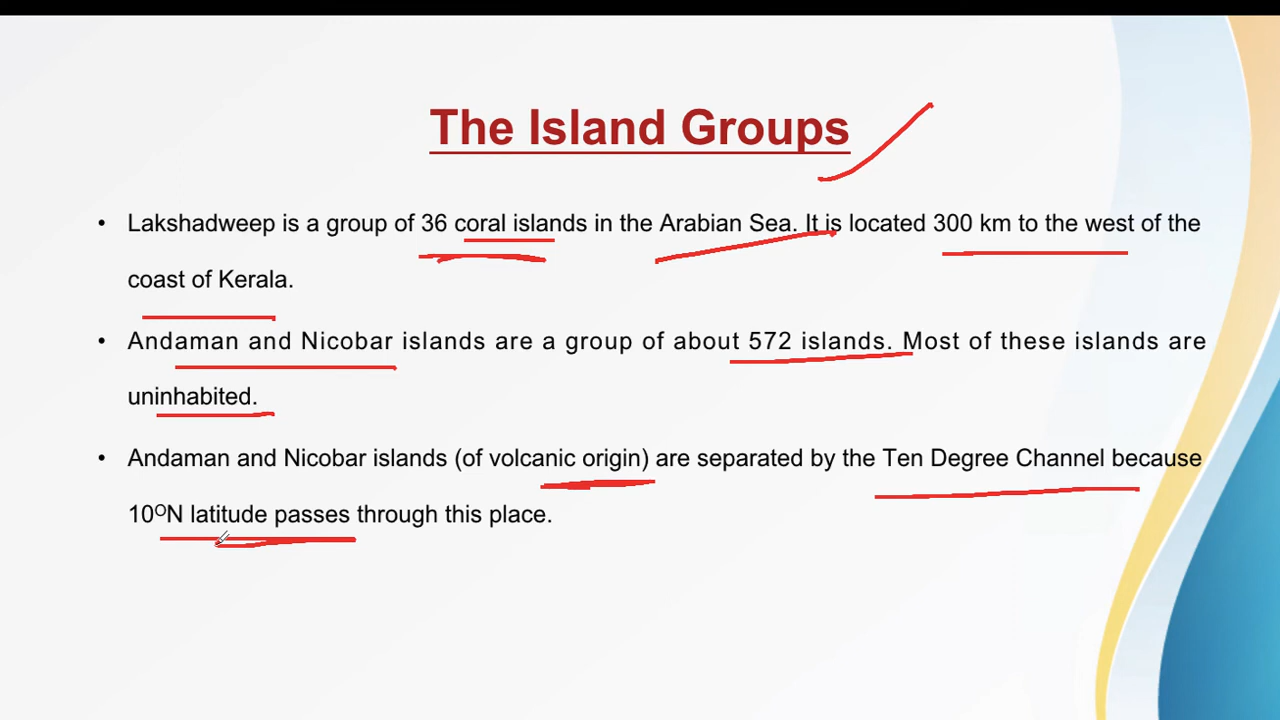 The Island Groups
• Lakshadweep is a group of 36 coral islands in the Arabian Sea. It is located 300 km to the west of the
coast of Kerala.
• Andaman and Nicobar islands are a group of about 572 islands. Most of these islands are
uninhabited.
• Andaman and Nicobar islands (of volcanic origin) are separated by the Ten Degree Channel because
10ᴼN latitude passes through this place.